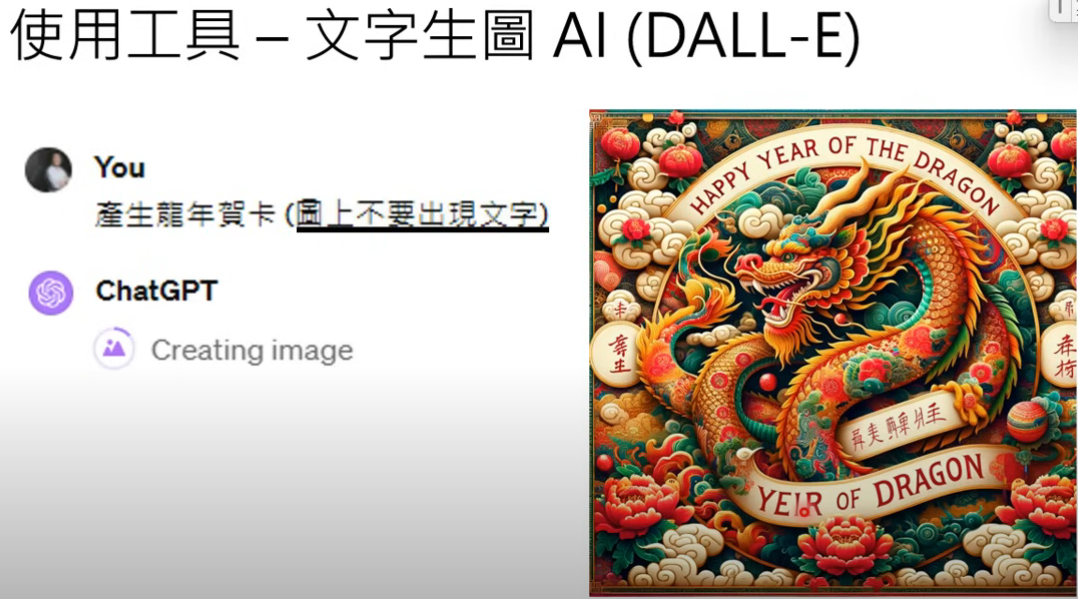 使用工具 – 文字生圖 AI (DALL-E)
You
產生龍年賀卡 (圖上不要出現文字)
ChatGPT
Creating image
HAPPY YEAR OF THE DRAGON
YEIR OF DRAGON